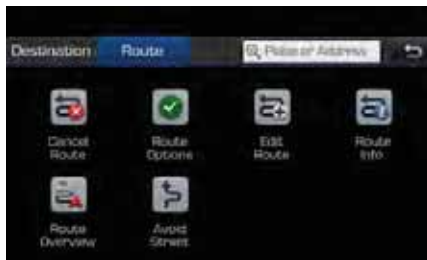 Destination Route Place or Address
Cancel Route
Route Options
Edit Route
Route Info
Route Overview
Avoid Street